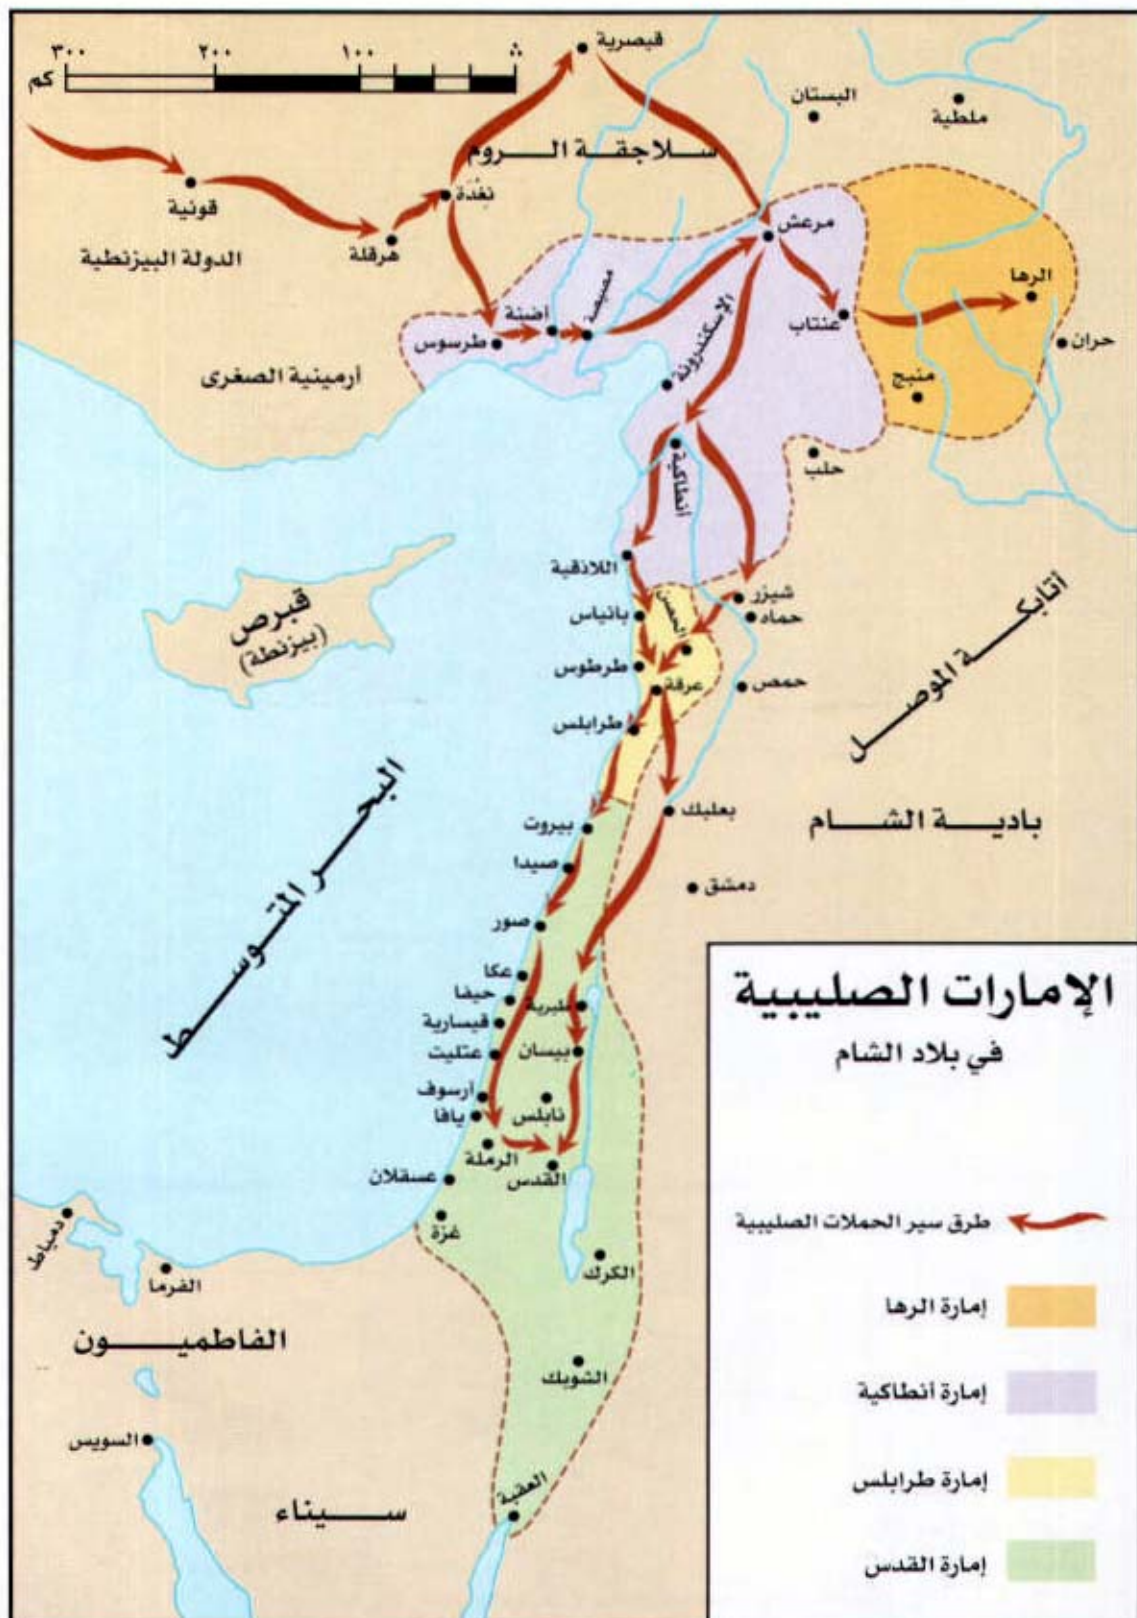 ٣٠٠ ٢٠٠ ١٠٠ ٠
كم
قيصرية
البستان
ملطية
سلاجقة الروم
قونية
نغدة
هرقلة
مرعش
الدولة البيزنطية
الرها
أضنة
مصيصة
طرسوس
الإسكندرونة
عنتاب
حران
أرمينية الصغرى
منبج
أنطاكية
حلب
اللاذقية
شيزر
حماه
قبرص
(بيزنطة)
بانياس
الحصن
أتابكة الموصل
طرطوس
عرقة
حمص
طرابلس
البحر المتوسط
بيروت
بعلبك
بادية الشام
صيدا
دمشق
صور
عكا
حيفا
طبرية
قيسارية
عتليت
بيسان
أرسوف
يافا
نابلس
الرملة
القدس
عسقلان
غزة
دمياط
الفرما
الكرك
الفاطميون
الشوبك
السويس
العقبة
سيناء
الإمارات الصليبية
في بلاد الشام
طرق سير الحملات الصليبية
إمارة الرها
إمارة أنطاكية
إمارة طرابلس
إمارة القدس